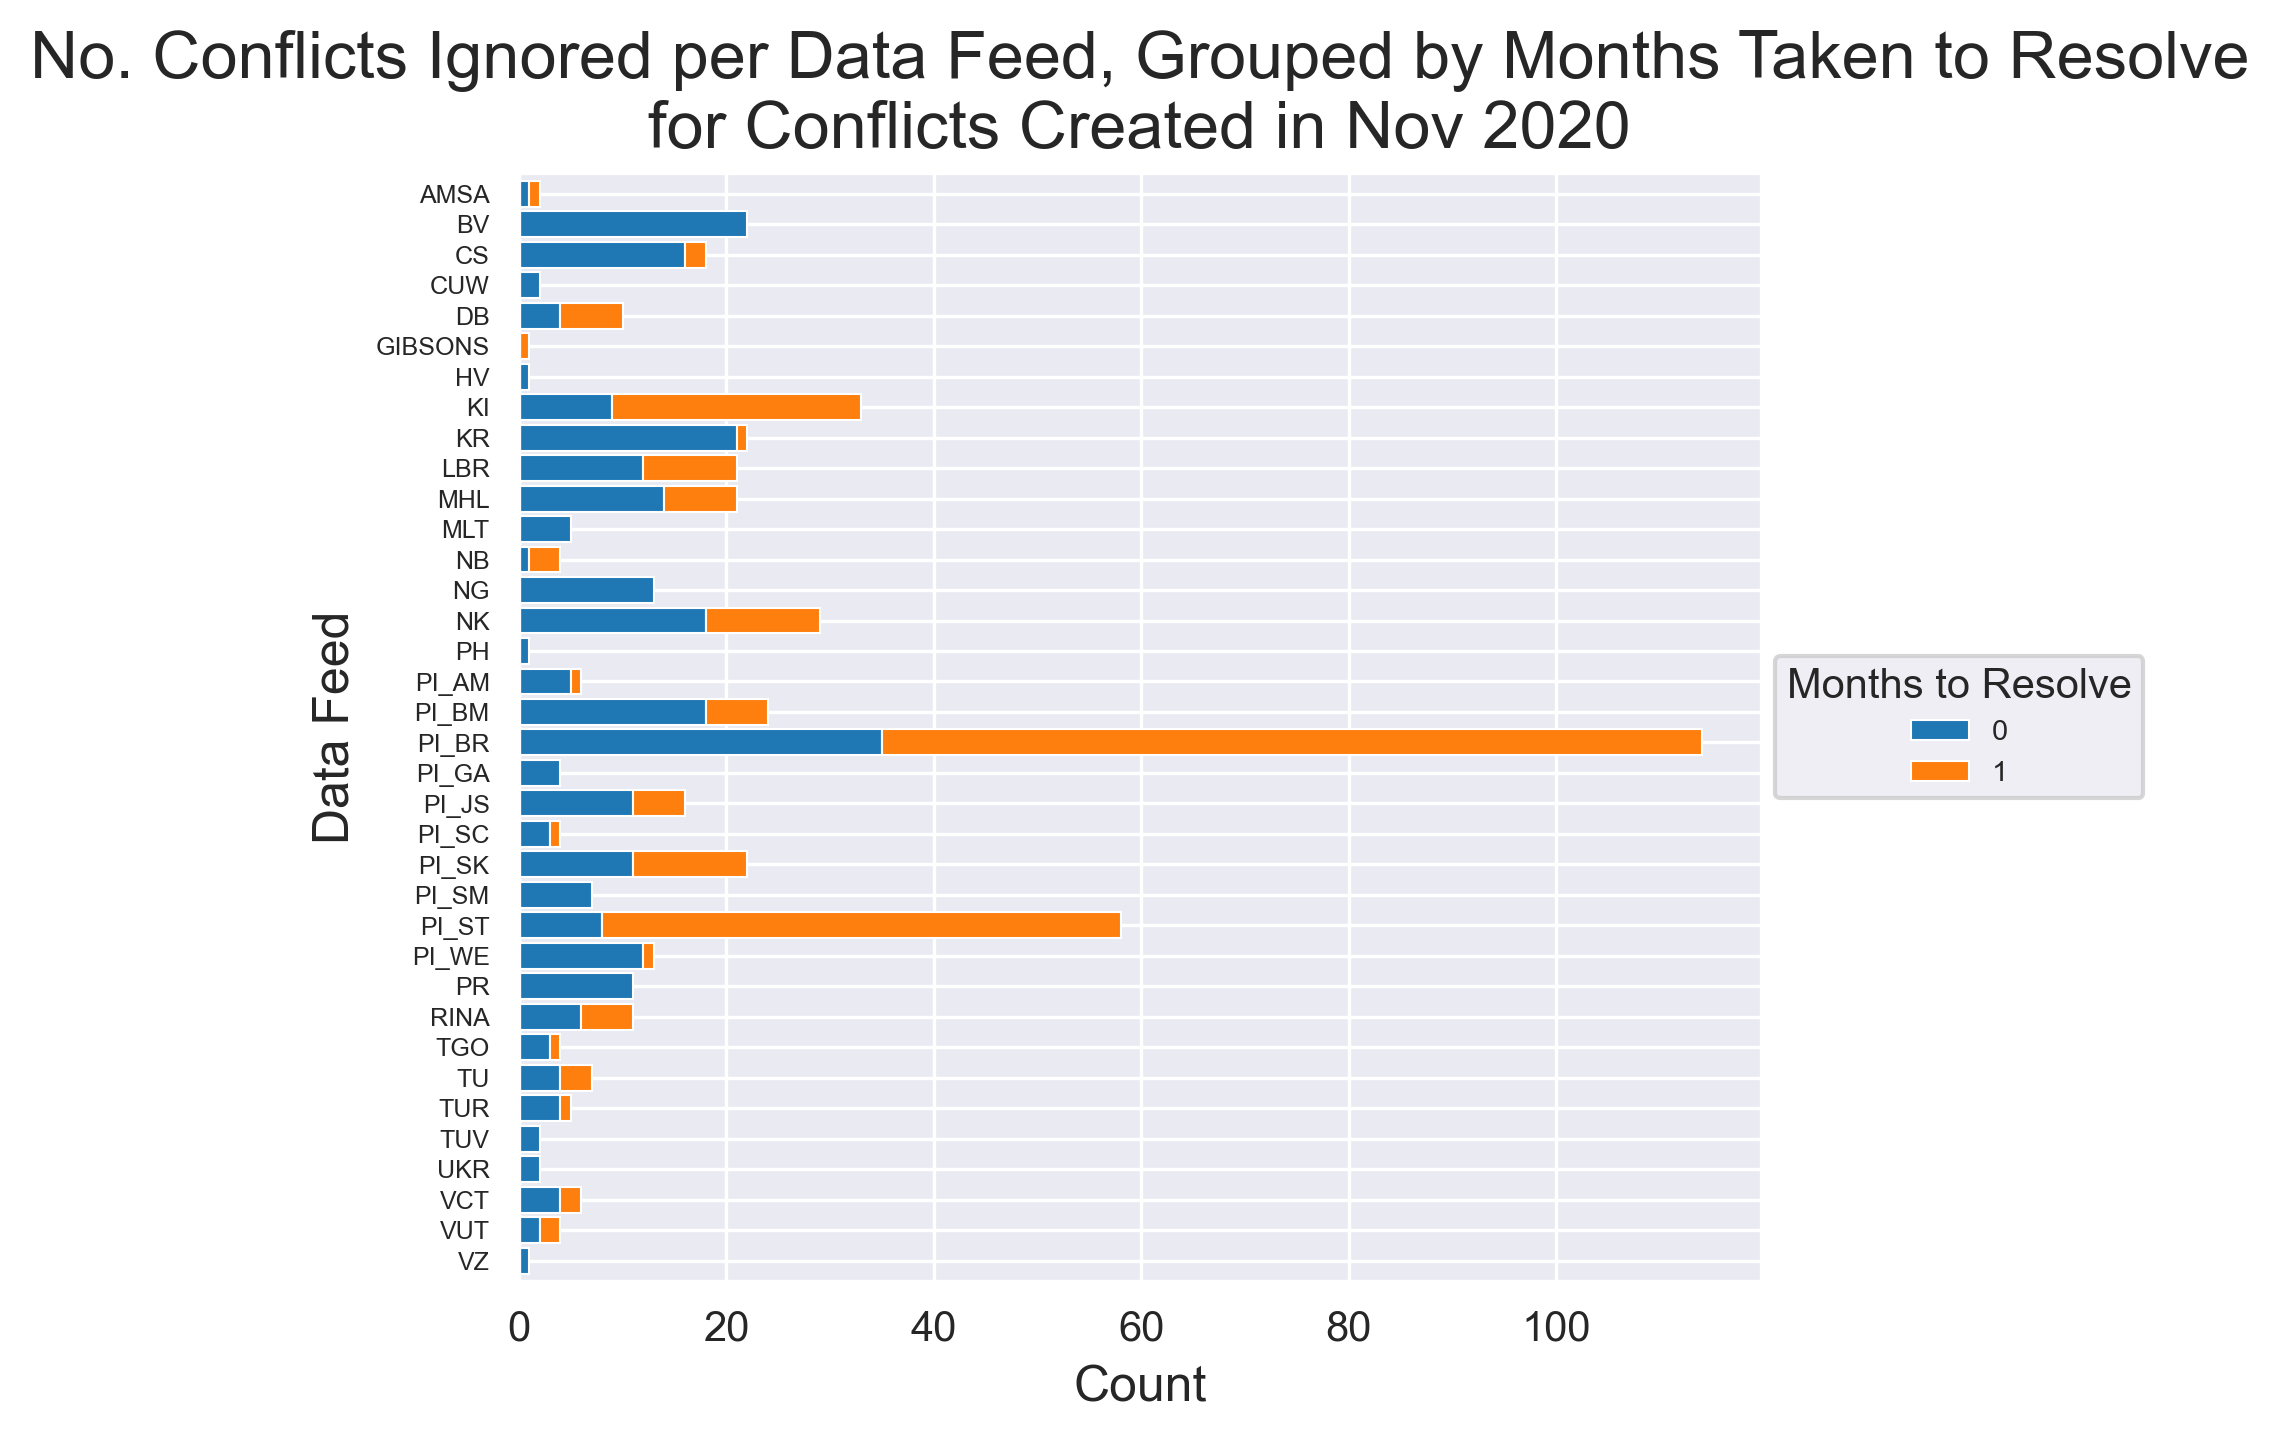 No. Conflicts Ignored per Data Feed, Grouped by Months Taken to Resolve
for Conflicts Created in Nov 2020
AMSA
BV
CS
CUW
DB
GIBSONS
HV
KI
KR
LBR
MHL
MLT
NB
NG
NK
PH
PI_AM
PI_BM
PI_BR
PI_GA
PI_JS
PI_SC
PI_SK
PI_SM
PI_ST
PI_WE
PR
RINA
TGO
TU
TUR
TUV
UKR
VCT
VUT
VZ
Data Feed
0 20 40 60 80 100
Count
Months to Resolve
0
1